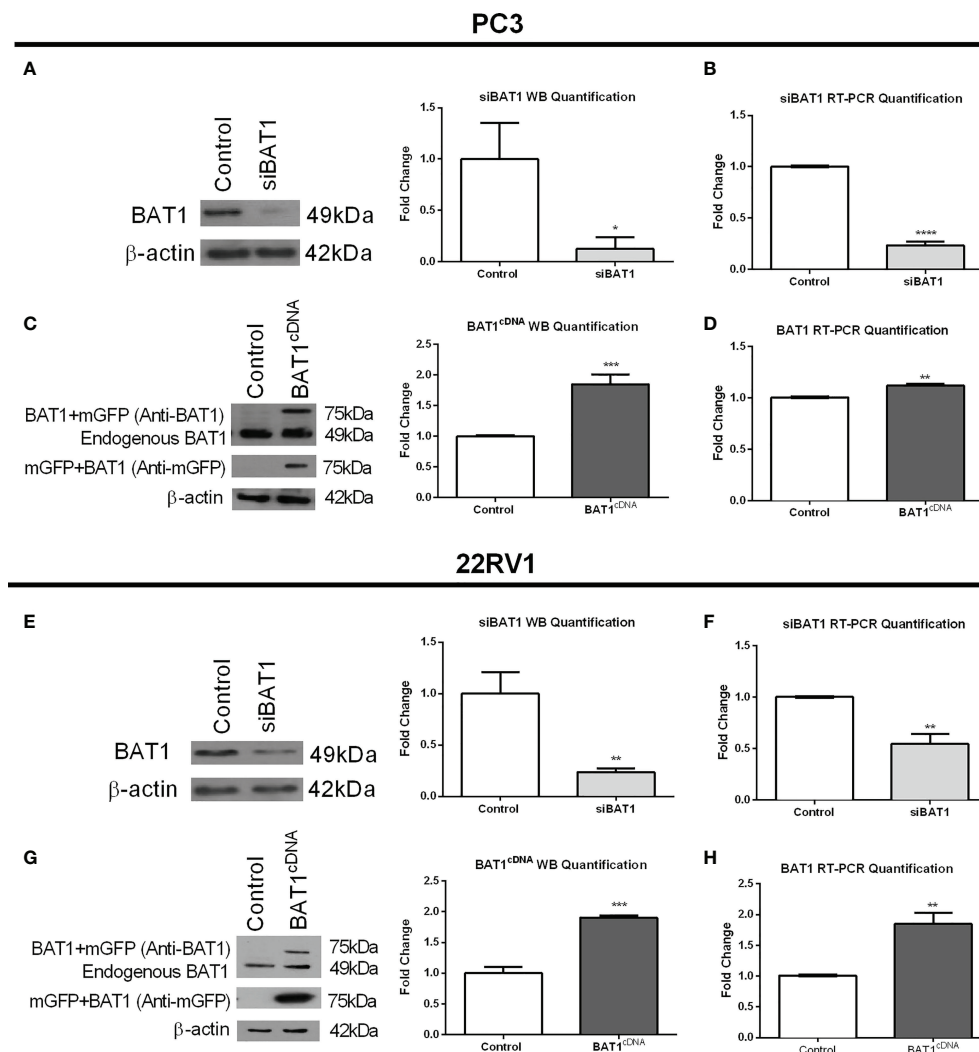 PC3
A
Control
siBAT1
BAT1
49kDa
β-actin
42kDa
siBAT1 WB Quantification
Fold Change
1.5
1.0
0.5
0.0
*
Control
siBAT1
B
siBAT1 RT-PCR Quantification
Fold Change
1.5
1.0
0.5
0.0
****
Control
siBAT1
C
Control
BAT1cDNA
BAT1+mGFP (Anti-BAT1)
75kDa
Endogenous BAT1
49kDa
mGFP+BAT1 (Anti-mGFP)
75kDa
β-actin
42kDa
BAT1cDNA WB Quantification
Fold Change
2.5
2.0
1.5
1.0
0.5
0.0
***
Control
BAT1cDNA
D
BAT1 RT-PCR Quantification
Fold Change
1.5
1.0
0.5
0.0
**
Control
BAT1cDNA
22RV1
E
Control
siBAT1
BAT1
49kDa
β-actin
42kDa
siBAT1 WB Quantification
Fold Change
1.5
1.0
0.5
0.0
**
Control
siBAT1
F
siBAT1 RT-PCR Quantification
Fold Change
1.5
1.0
0.5
0.0
**
Control
siBAT1
G
Control
BAT1cDNA
BAT1+mGFP (Anti-BAT1)
75kDa
Endogenous BAT1
49kDa
mGFP+BAT1 (Anti-mGFP)
75kDa
β-actin
42kDa
BAT1cDNA WB Quantification
Fold Change
2.5
2.0
1.5
1.0
0.5
0.0
***
Control
BAT1cDNA
H
BAT1 RT-PCR Quantification
Fold Change
2.5
2.0
1.5
1.0
0.5
0.0
**
Control
BAT1cDNA